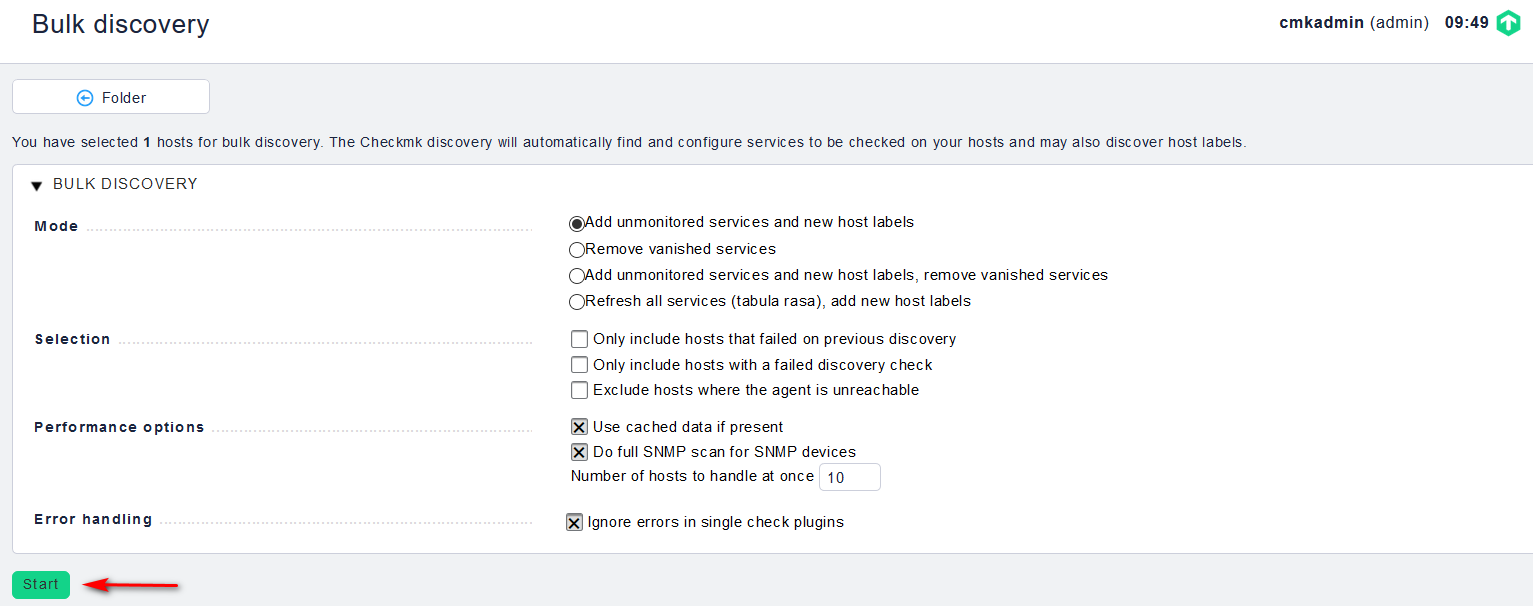 Bulk discovery
cmkadmin (admin) 09:49
Folder
You have selected 1 hosts for bulk discovery. The Checkmk discovery will automatically find and configure services to be checked on your hosts and may also discover host labels.
BULK DISCOVERY
Mode
Add unmonitored services and new host labels
Remove vanished services
Add unmonitored services and new host labels, remove vanished services
Refresh all services (tabula rasa), add new host labels
Selection
Only include hosts that failed on previous discovery
Only include hosts with a failed discovery check
Exclude hosts where the agent is unreachable
Performance options
Use cached data if present
Do full SNMP scan for SNMP devices
Number of hosts to handle at once 10
Error handling
Ignore errors in single check plugins
Start